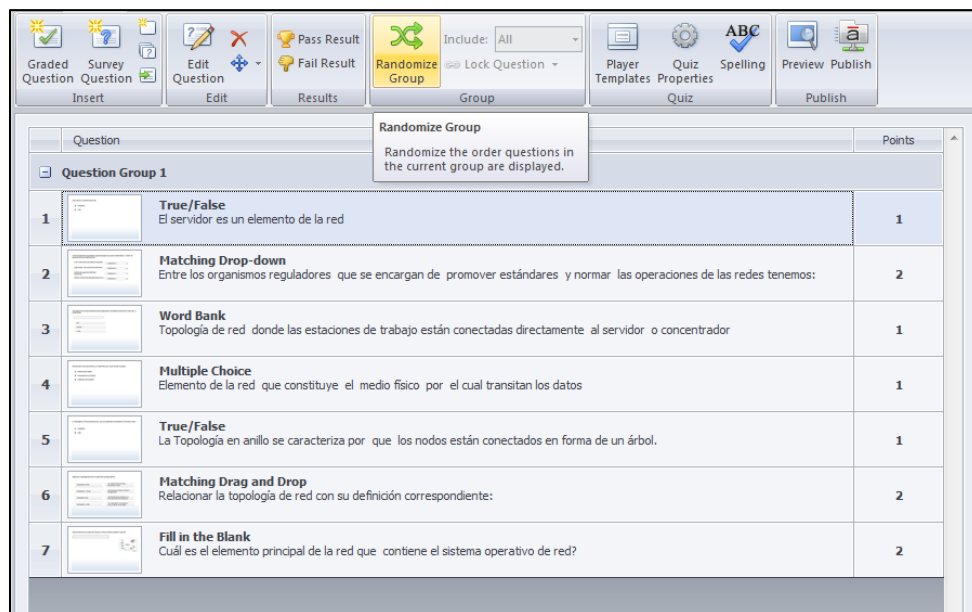 Graded Question
Survey Question
Insert
Edit Question
Edit
Pass Result
Fail Result
Results
Randomize Group
Include: All
Lock Question
Group
Player Templates
Quiz Properties
ABC
Spelling
Quiz
Preview
Publish
Publish
Randomize Group
Randomize the order questions in
the current group are displayed.
Question
Points
Question Group 1
1
True/False
El servidor es un elemento de la red
1
2
Matching Drop-down
Entre los organismos reguladores que se encargan de promover estándares y normar las operaciones de las redes tenemos:
2
3
Word Bank
Topología de red donde las estaciones de trabajo están conectadas directamente al servidor o concentrador
1
4
Multiple Choice
Elemento de la red que constituye el medio físico por el cual transitan los datos
1
5
True/False
La Topología en anillo se caracteriza por que los nodos están conectados en forma de un árbol.
1
6
Matching Drag and Drop
Relacionar la topología de red con su definición correspondiente:
2
7
Fill in the Blank
Cuál es el elemento principal de la red que contiene el sistema operativo de red?
2